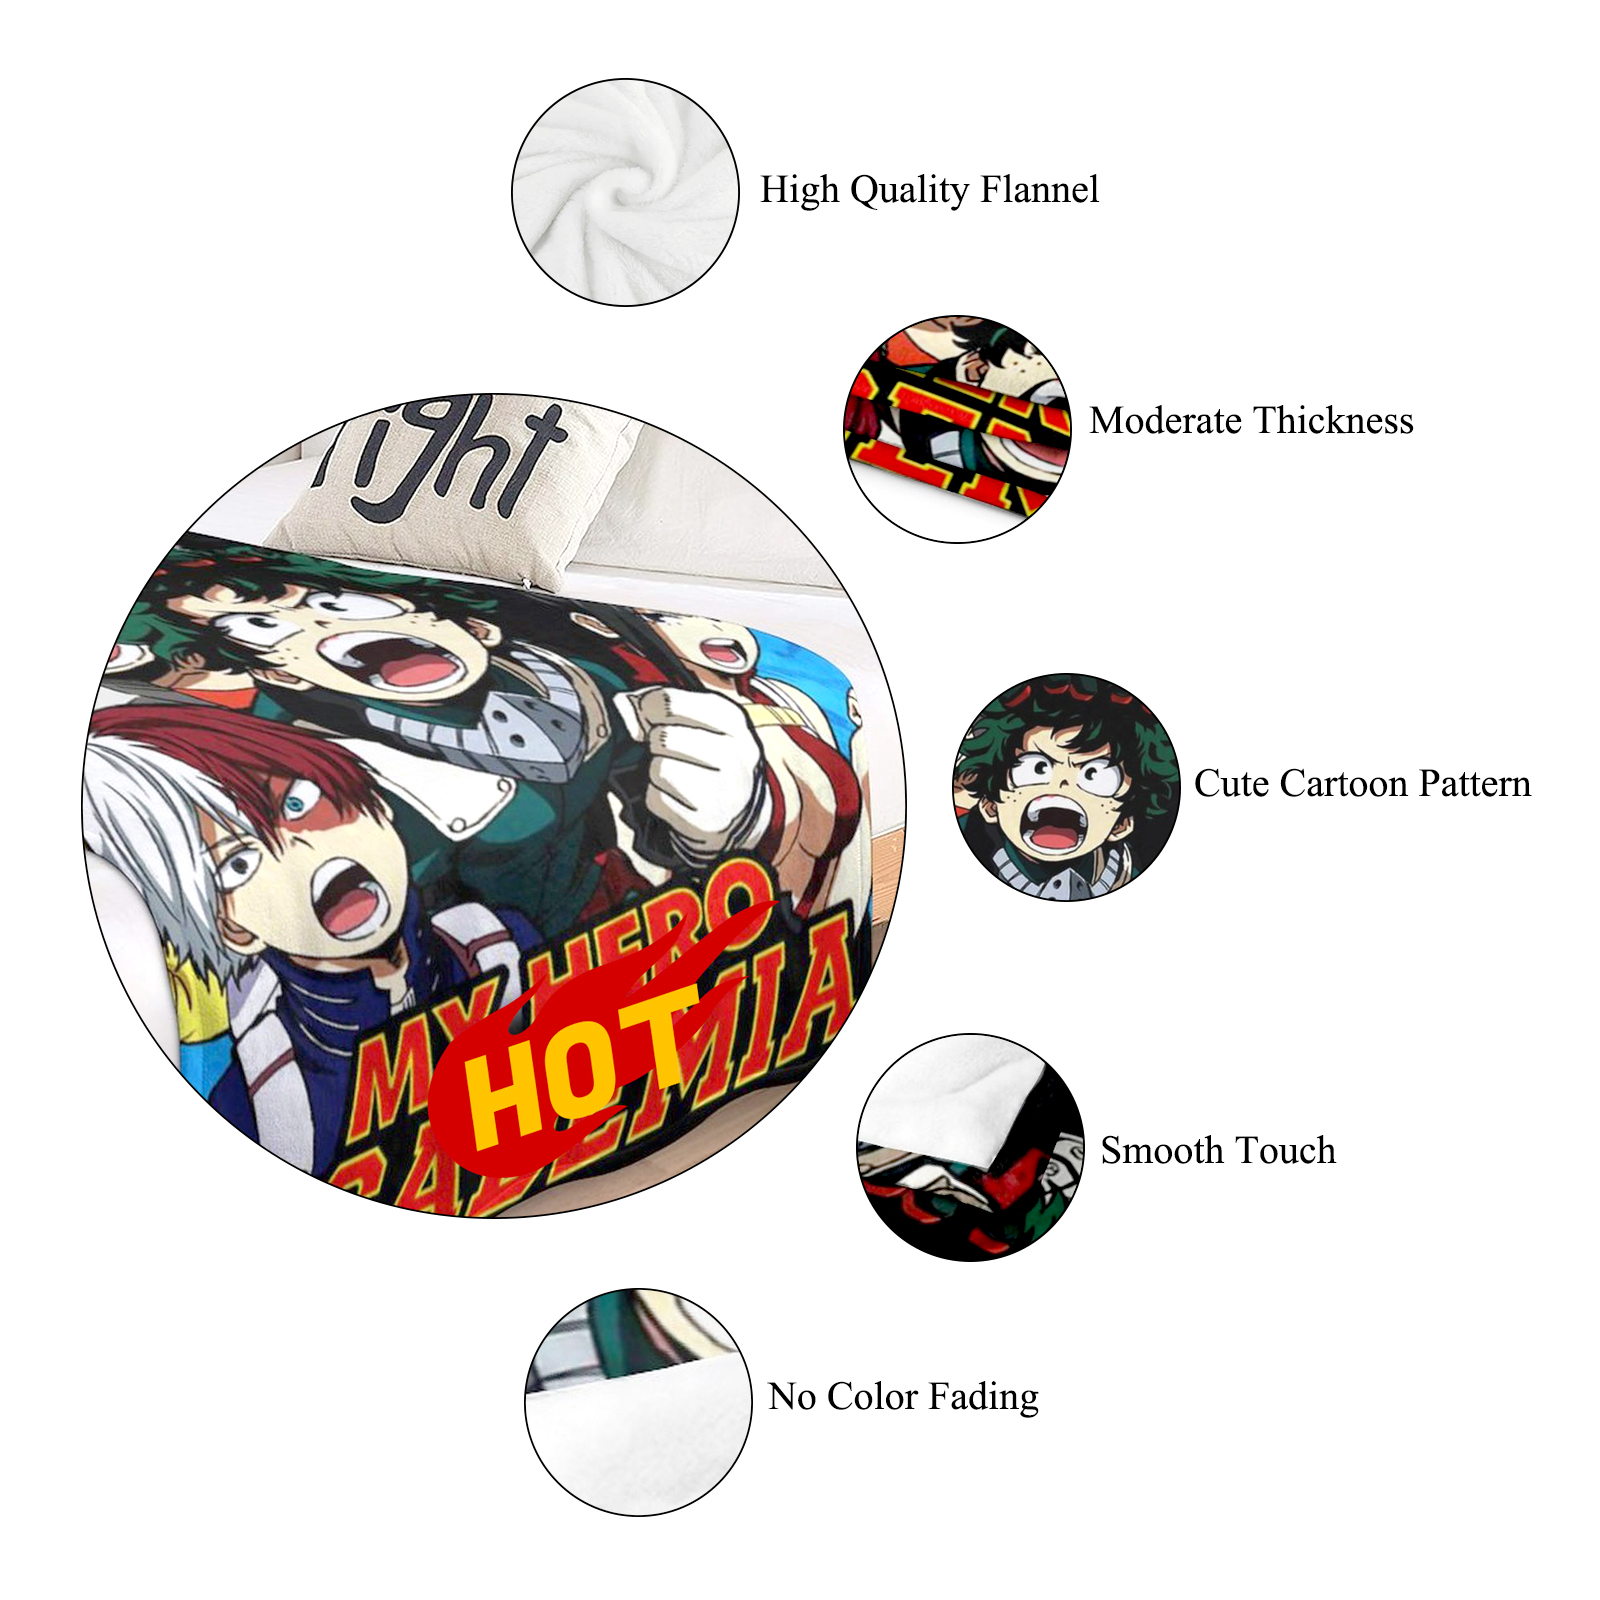 High Quality Flannel
Moderate Thickness
ight
Cute Cartoon Pattern
MY HERO
HOT
Smooth Touch
No Color Fading